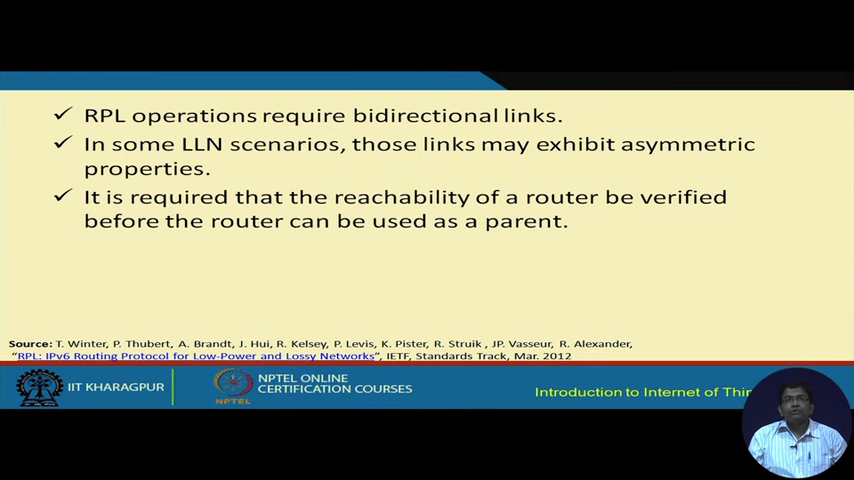 ✓ RPL operations require bidirectional links.
✓ In some LLN scenarios, those links may exhibit asymmetric
properties.
✓ It is required that the reachability of a router be verified
before the router can be used as a parent.
Source: T. Winter, P. Thubert, A. Brandt, J. Hui, R. Kelsey, P. Levis, K. Pister, R. Struik , JP. Vasseur, R. Alexander,
"RPL: IPv6 Routing Protocol for Low-Power and Lossy Networks", IETF, Standards Track, Mar. 2012
IIT KHARAGPUR
NPTEL
NPTEL ONLINE
CERTIFICATION COURSES
Introduction to Internet of Thin